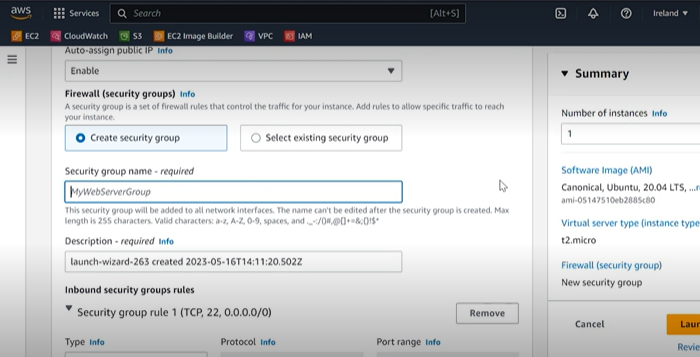 aws
Services
Search
[Alt+S]
Ireland
EC2
CloudWatch
S3
EC2 Image Builder
VPC
IAM
Auto-assign public IP Info
Enable
Firewall (security groups) Info
A security group is a set of firewall rules that control the traffic for your instance. Add rules to allow specific traffic to reach
your instance.
Create security group
Select existing security group
Security group name - required
MyWebServerGroup
This security group will be added to all network interfaces. The name can't be edited after the security group is created. Max
length is 255 characters. Valid characters: a-z, A-Z, 0-9, spaces, and
Description - required Info
launch-wizard-263 created 2023-05-16T14:11:20.502Z
Inbound security groups rules
Security group rule 1 (TCP, 22, 0.0.0.0/0)
Remove
Type Info
Protocol Info
Port range Info
Summary
Number of instances Info
1
Software Image (AMI)
Canonical, Ubuntu, 20.04 LTS,
ami-05147510eb2885c80
Virtual server type (instance type
t2.micro
Firewall (security group)
New security group
Cancel
Laun
Revie